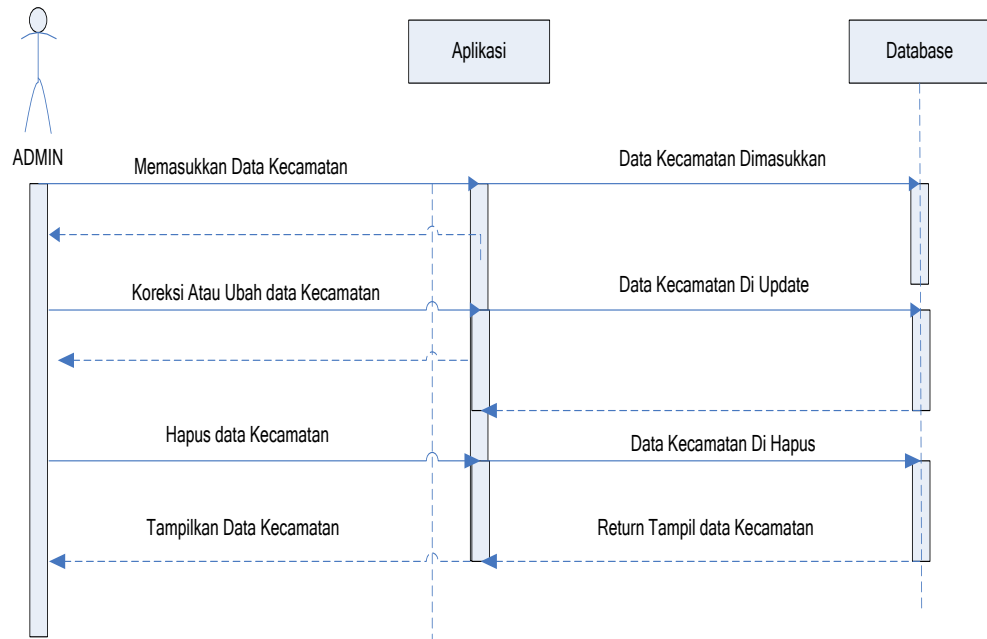 Aplikasi
Database
ADMIN
Memasukkan Data Kecamatan
Data Kecamatan Dimasukkan
Koreksi Atau Ubah data Kecamatan
Data Kecamatan Di Update
Hapus data Kecamatan
Data Kecamatan Di Hapus
Tampilkan Data Kecamatan
Return Tampil data Kecamatan